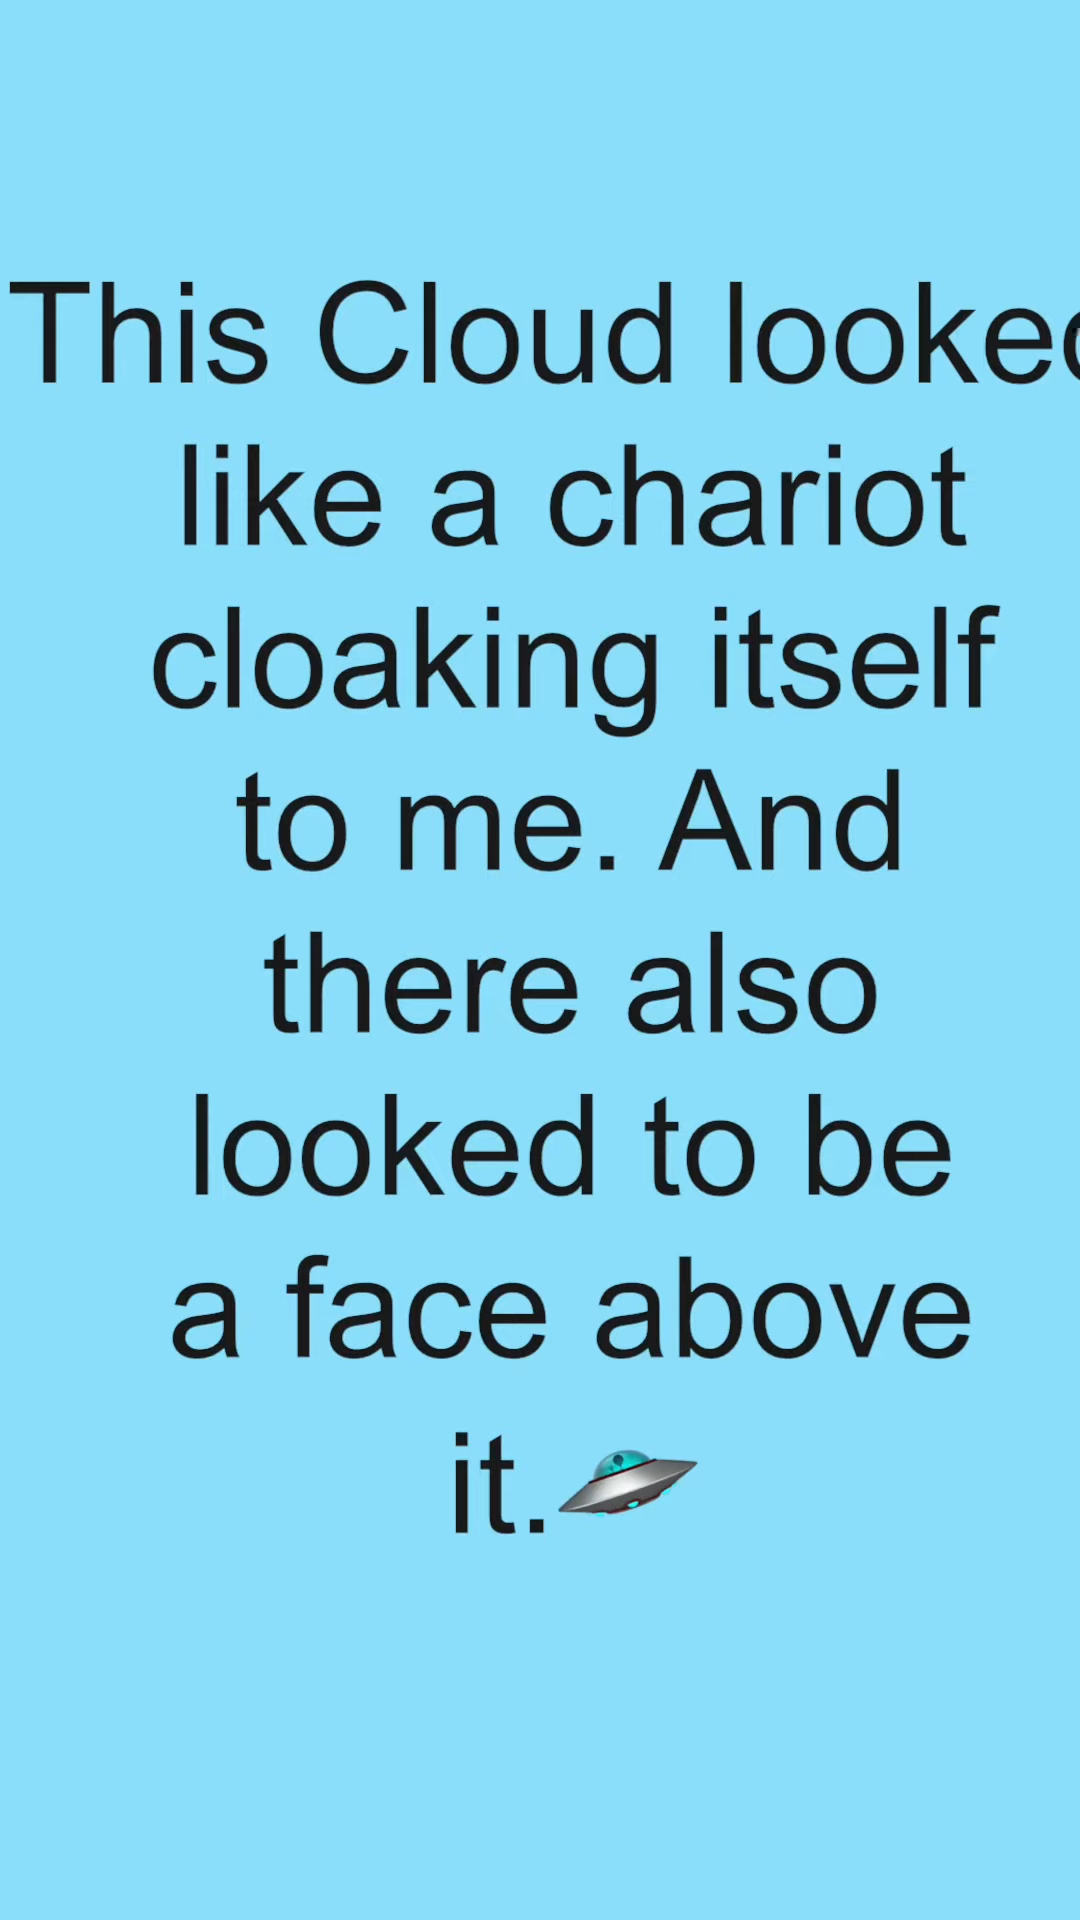 This Cloud looked
like a chariot
cloaking itself
to me. And
there also
looked to be
a face above
it.🛸